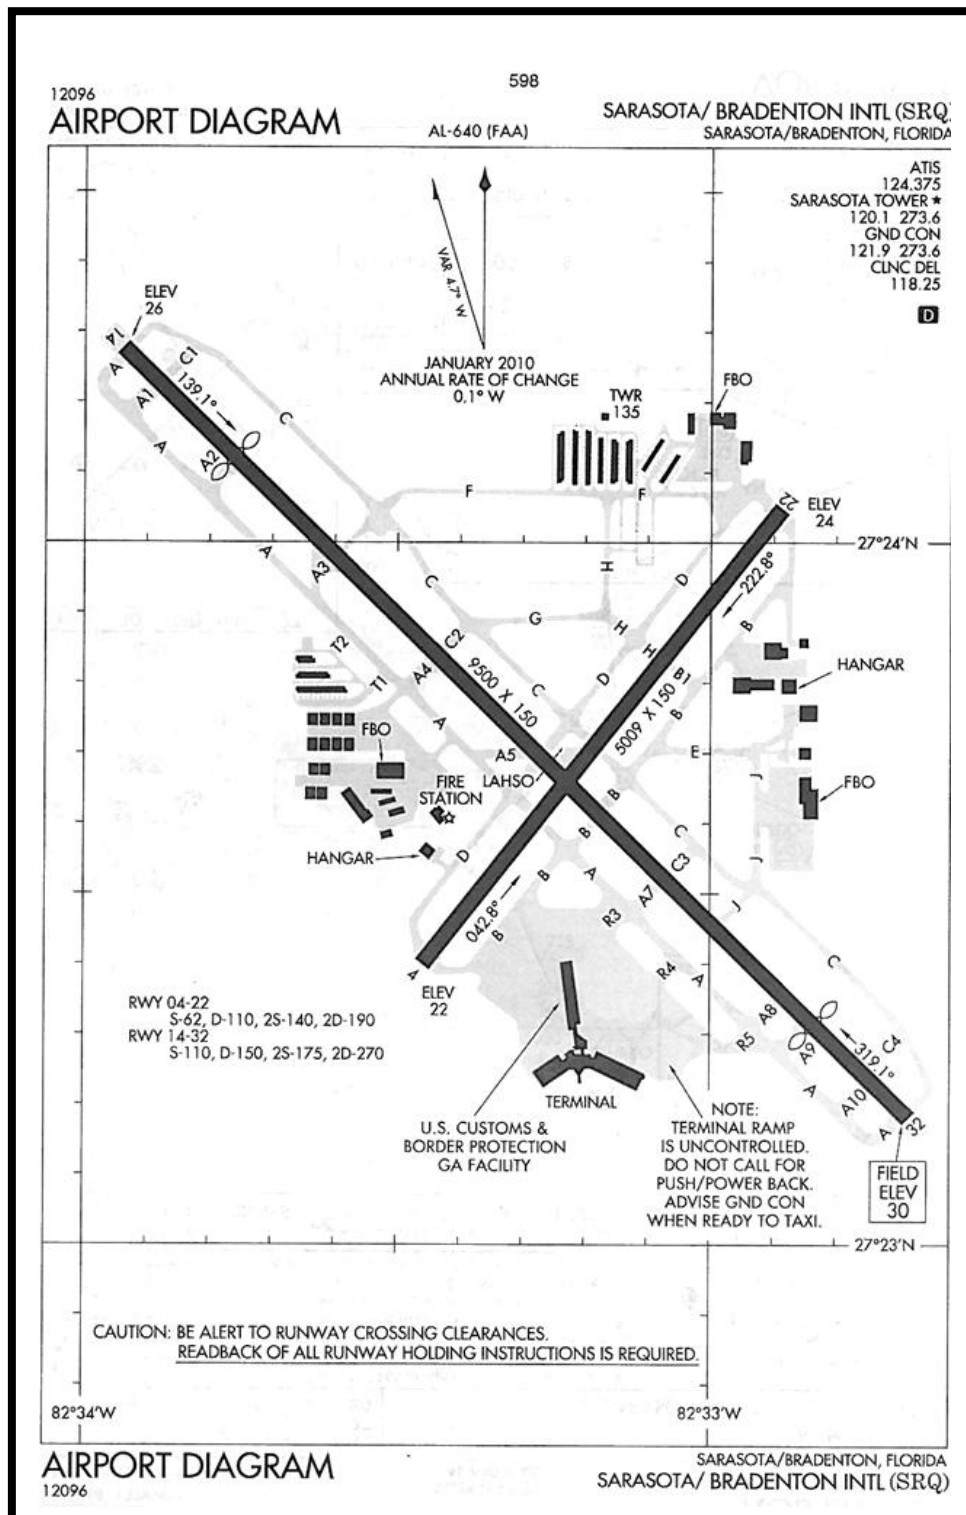 598
12096
AIRPORT DIAGRAM
AL-640 (FAA)
SARASOTA/ BRADENTON INTL (SRQ)
SARASOTA/BRADENTON, FLORIDA
ATIS
124.375
SARASOTA TOWER ★
120.1 273.6
GND CON
121.9 273.6
CLNC DEL
118.25
D
VAR 4.7° W
JANUARY 2010
ANNUAL RATE OF CHANGE
0.1° W
ELEV
26
14
A
A1
C1
139.1°
C
A
A2
TWR
135
FBO
F
F
22
ELEV
24
27°24'N
A
A3
C
H
D
222.8°
B
G
H
H
C2
T2
T1
A4
A
9500 X 150
C
D
B1
B
5009 X 150
HANGAR
E
FBO
A5
LAHSO
J
FBO
FIRE
STATION
B
B
C
HANGAR
D
B
A
C3
J
A7
R3
J
042.8°
B
4
ELEV
22
R4
A
C
RWY 04-22
S-62, D-110, 2S-140, 2D-190
RWY 14-32
S-110, D-150, 2S-175, 2D-270
A8
R5
A9
C4
319.1°
A
A10
A
32
TERMINAL
U.S. CUSTOMS &
BORDER PROTECTION
GA FACILITY
NOTE:
TERMINAL RAMP
IS UNCONTROLLED.
DO NOT CALL FOR
PUSH/POWER BACK.
ADVISE GND CON
WHEN READY TO TAXI.
FIELD
ELEV
30
27°23'N
CAUTION: BE ALERT TO RUNWAY CROSSING CLEARANCES.
READBACK OF ALL RUNWAY HOLDING INSTRUCTIONS IS REQUIRED.
82°34'W
82°33'W
AIRPORT DIAGRAM
12096
SARASOTA/BRADENTON, FLORIDA
SARASOTA/ BRADENTON INTL (SRQ)